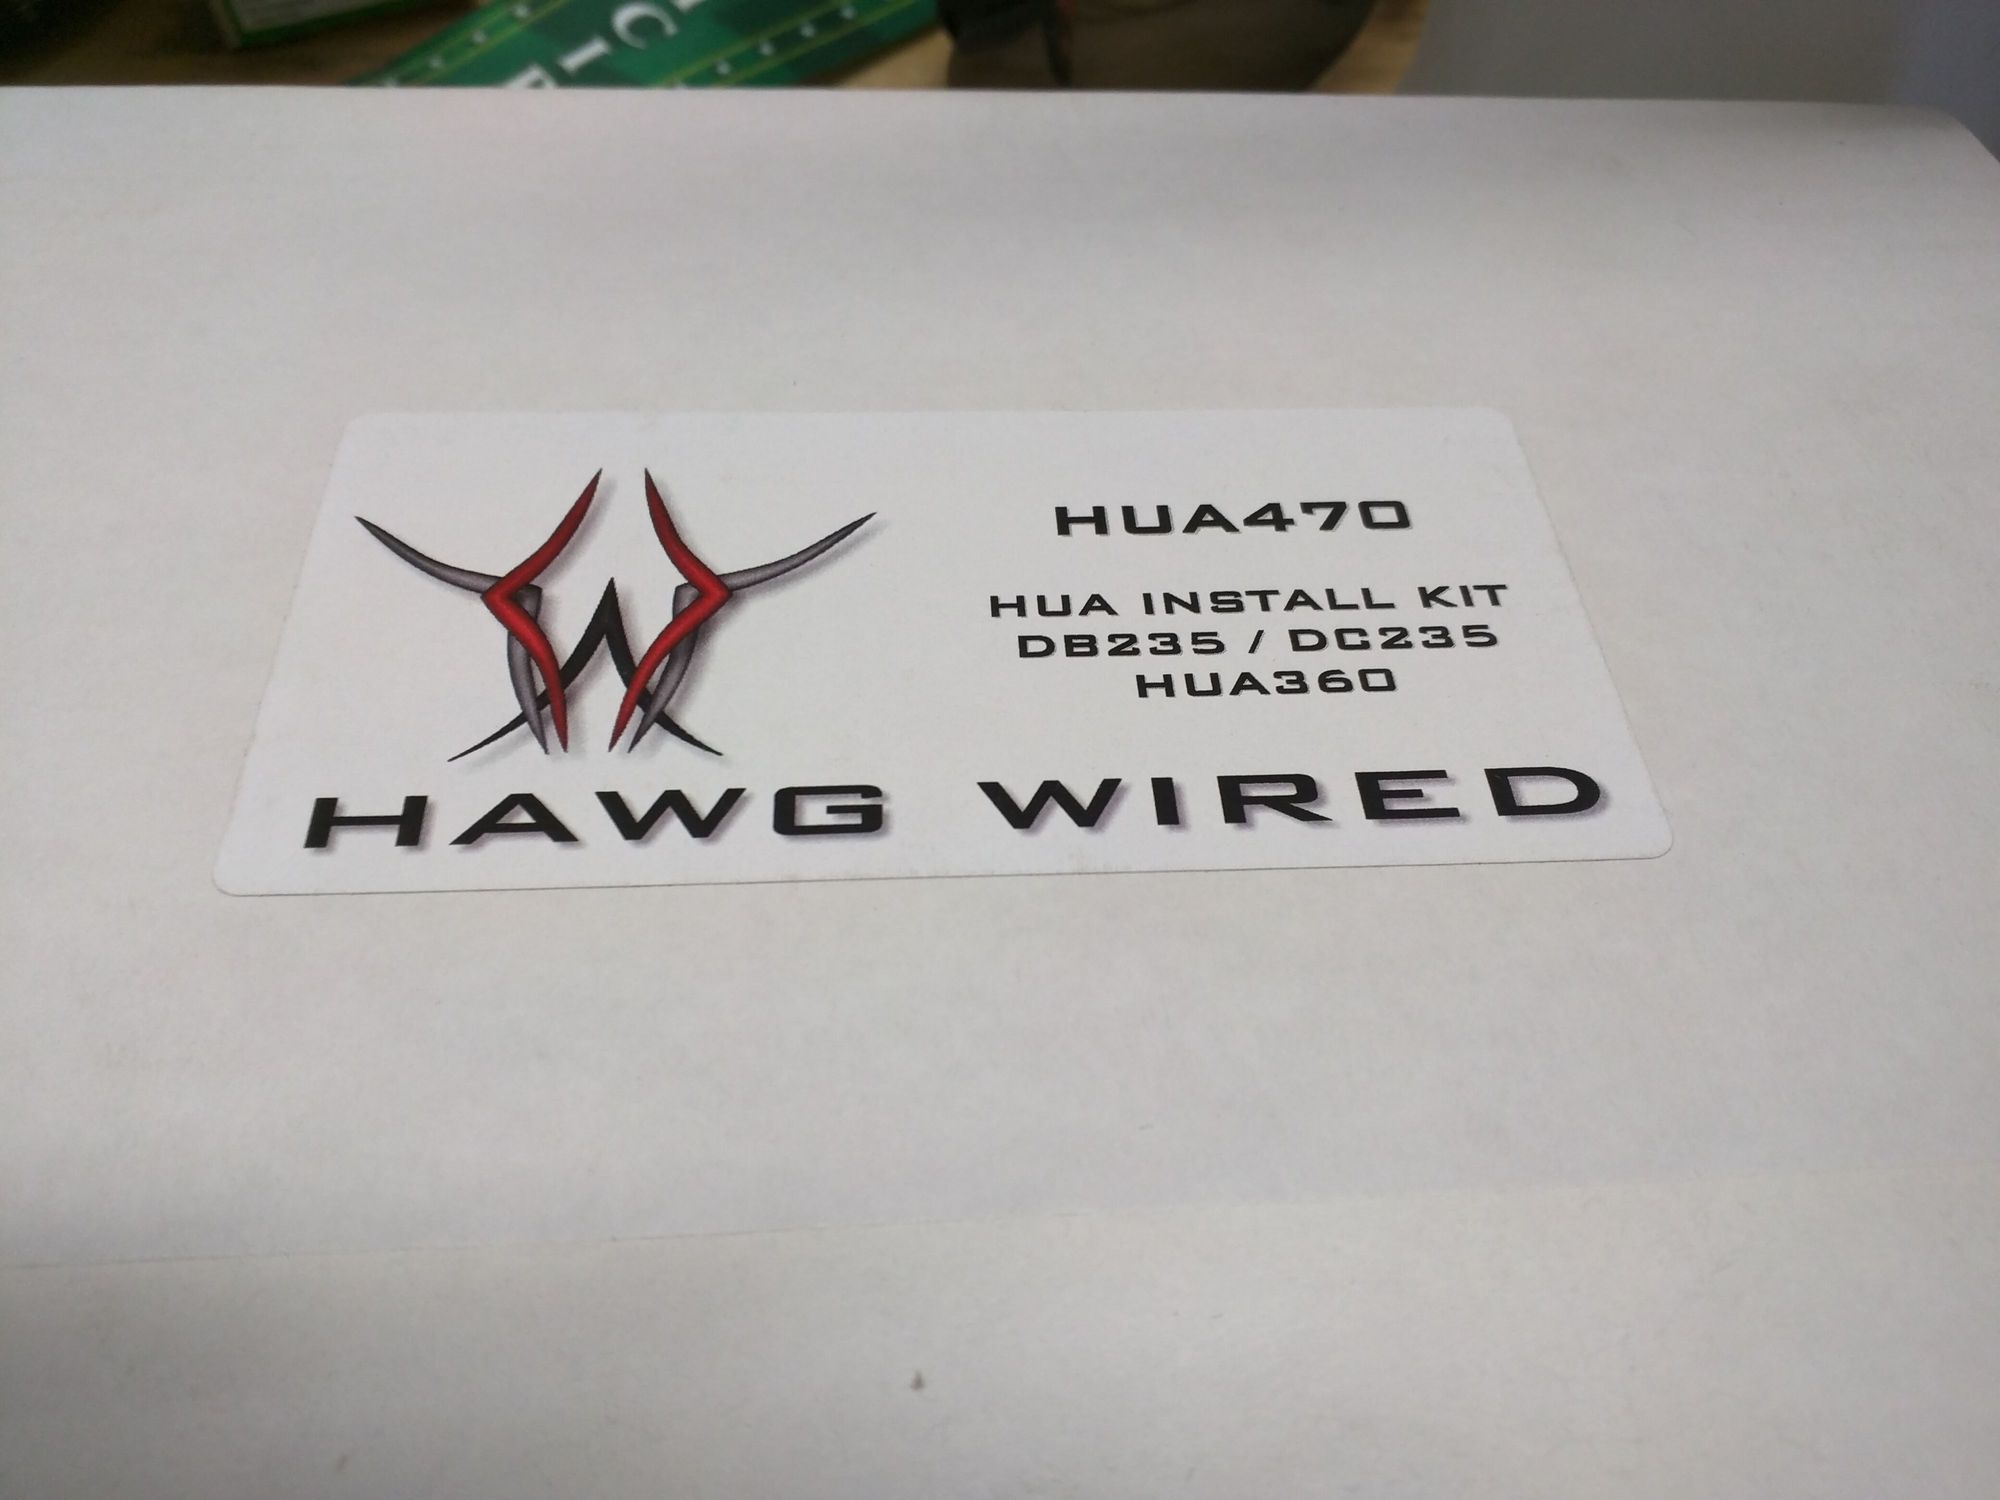 HUA470
HUA INSTALL KIT
DB235 / DC235
HUA360
HAWG WIRED